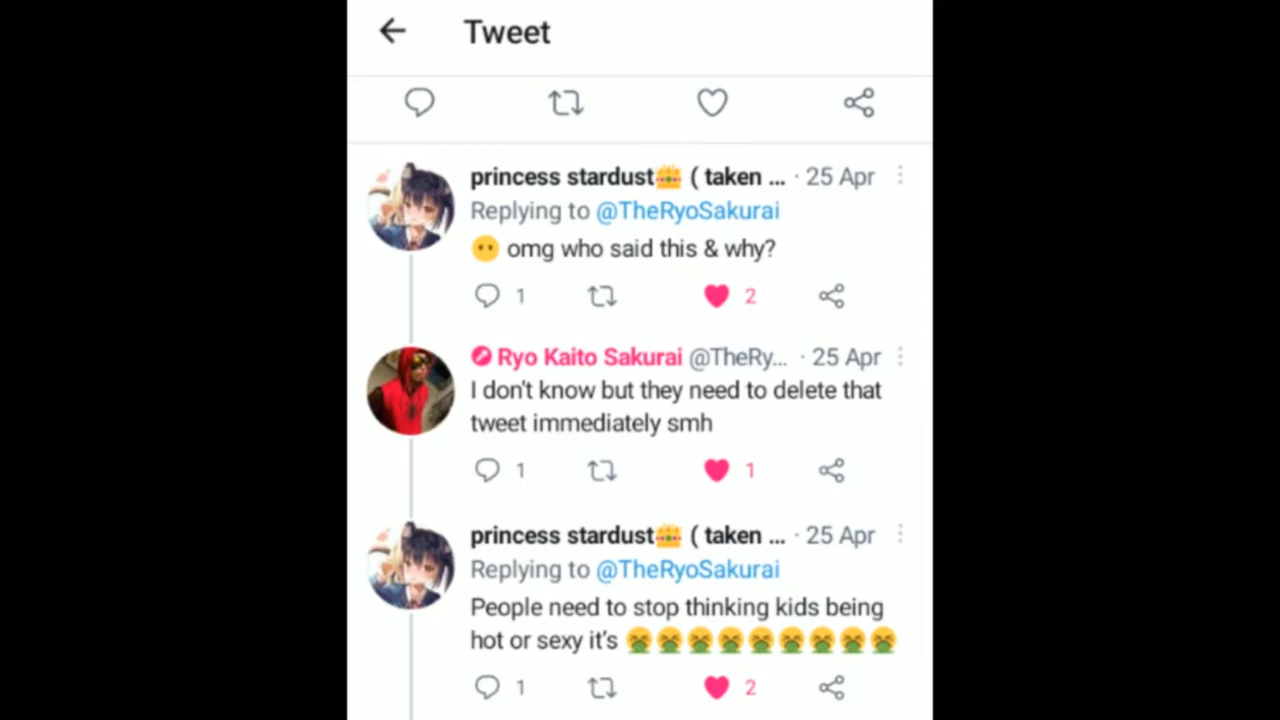 Tweet
princess stardust👑 ( taken ... · 25 Apr
Replying to @TheRyoSakurai
😶 omg who said this & why?
1 2
Ryo Kaito Sakurai @TheRy... · 25 Apr
I don't know but they need to delete that
tweet immediately smh
1 1
princess stardust👑 ( taken ... · 25 Apr
Replying to @TheRyoSakurai
People need to stop thinking kids being
hot or sexy it's 🤮🤮🤮🤮🤮🤮🤮🤮🤮
1 2